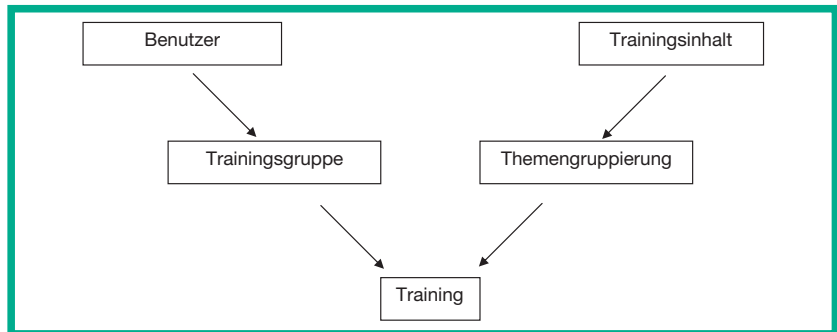 Benutzer
Trainingsinhalt
Trainingsgruppe
Themengruppierung
Training